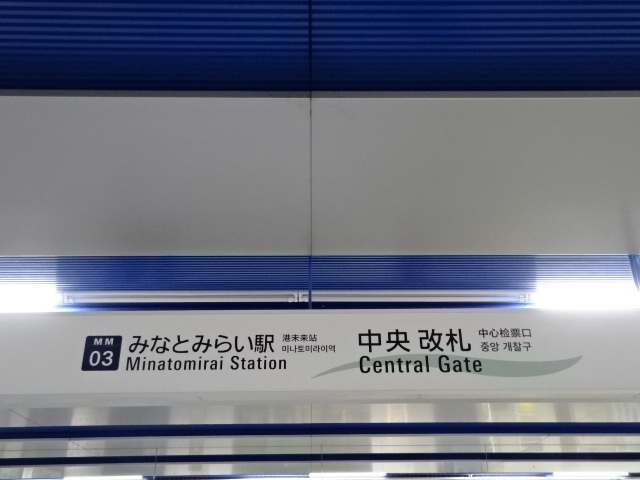 MM
03
みなとみらい駅
港未来站
미나토미라이역
Minatomirai Station
中央 改札
中心检票口
중앙 개찰구
Central Gate